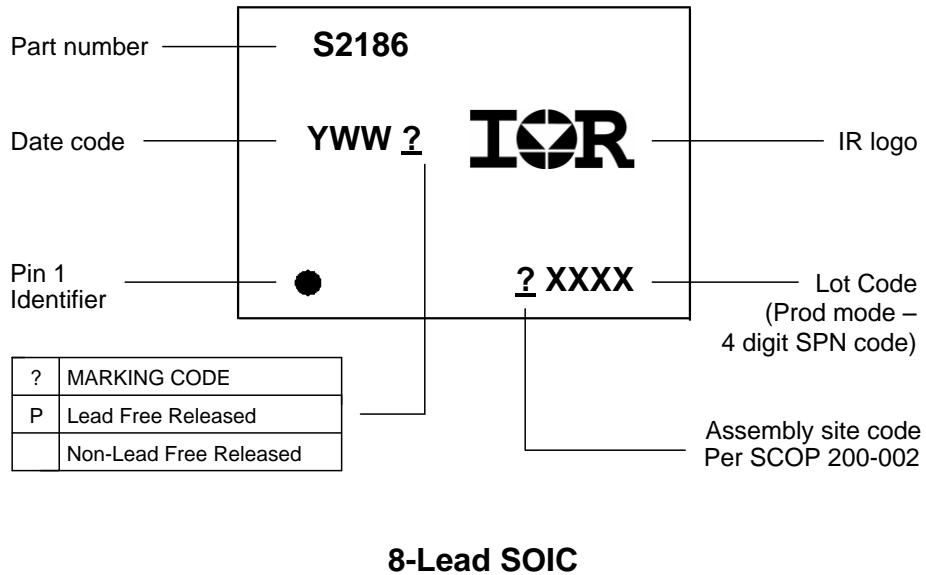 Part number
S2186
Date code
YWW ?
IOR
IR logo
Pin 1
Identifier
? XXXX
Lot Code
(Prod mode –
4 digit SPN code)
? MARKING CODE
P Lead Free Released
Non-Lead Free Released
Assembly site code
Per SCOP 200-002
8-Lead SOIC